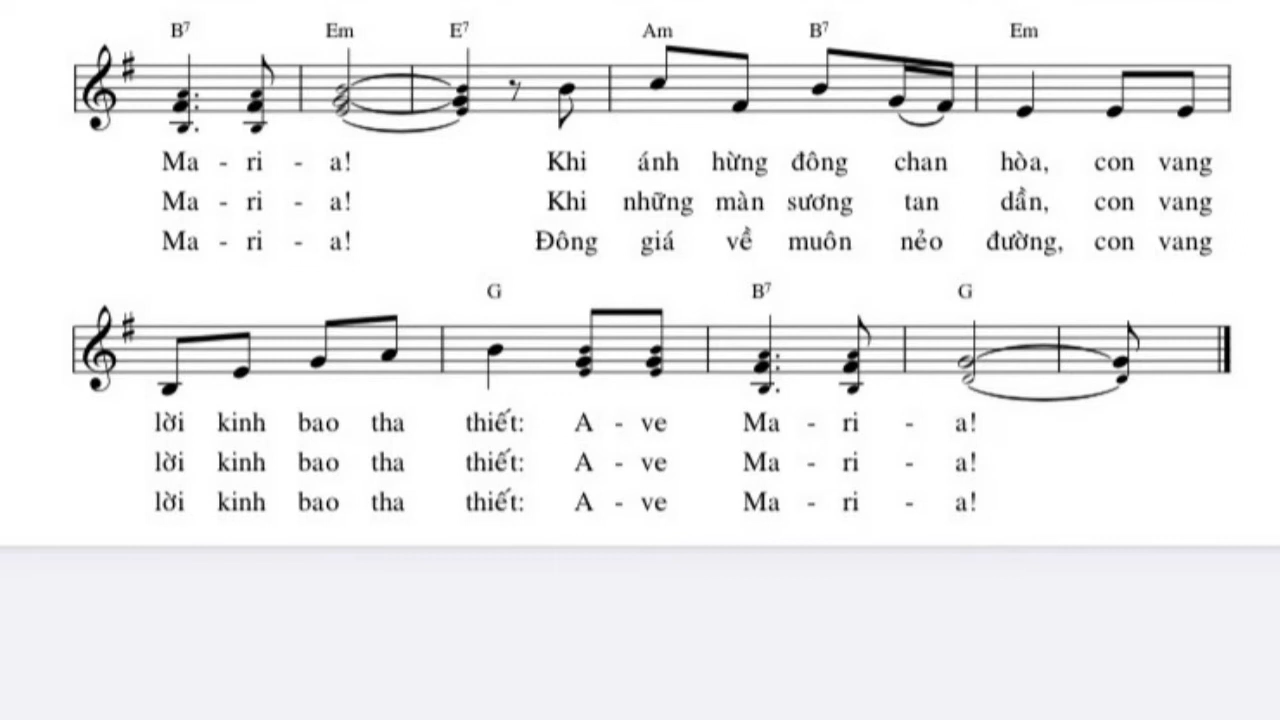 B7 Em E7 Am B7 Em
Ma - ri - a! Khi ánh hừng đông chan hòa, con vang
Ma - ri - a! Khi những màn sương tan dần, con vang
Ma - ri - a! Đông giá về muôn nẻo đường, con vang
G B7 G
lời kinh bao tha thiết: A - ve Ma - ri - a!
lời kinh bao tha thiết: A - ve Ma - ri - a!
lời kinh bao tha thiết: A - ve Ma - ri - a!